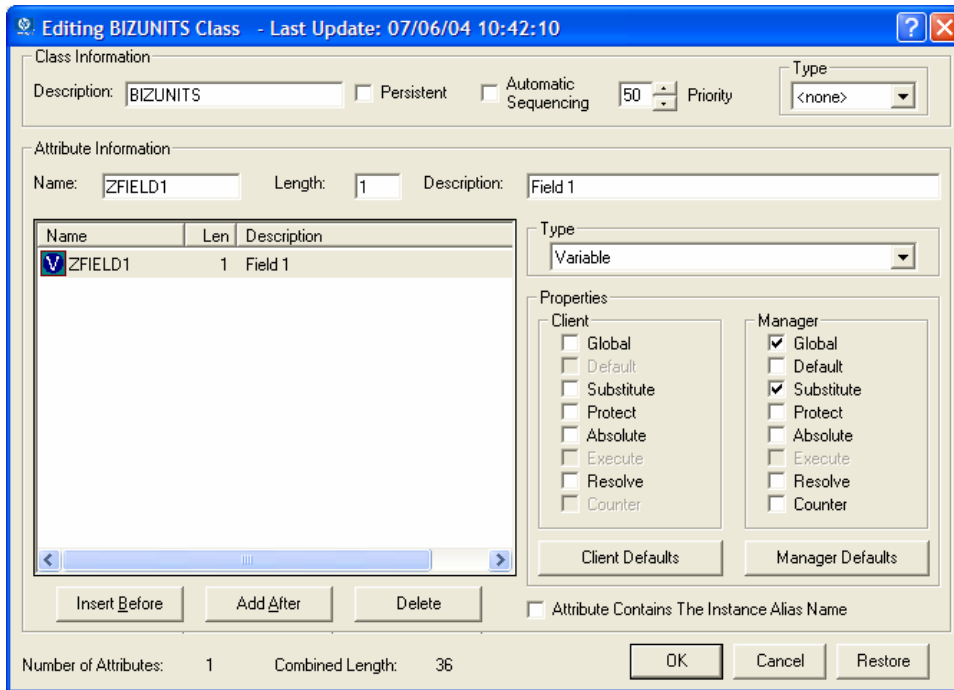 Editing BIZUNITS Class - Last Update: 07/06/04 10:42:10
Class Information
Description: BIZUNITS Persistent Automatic Sequencing 50 Priority
Type
<none>
Attribute Information
Name: ZFIELD1 Length: 1 Description: Field 1
Name Len Description
V ZFIELD1 1 Field 1
Type
Variable
Properties
Client
Global
Default
Substitute
Protect
Absolute
Execute
Resolve
Counter
Client Defaults
Manager
Global
Default
Substitute
Protect
Absolute
Execute
Resolve
Counter
Manager Defaults
Insert Before Add After Delete
Attribute Contains The Instance Alias Name
Number of Attributes: 1 Combined Length: 36
OK Cancel Restore